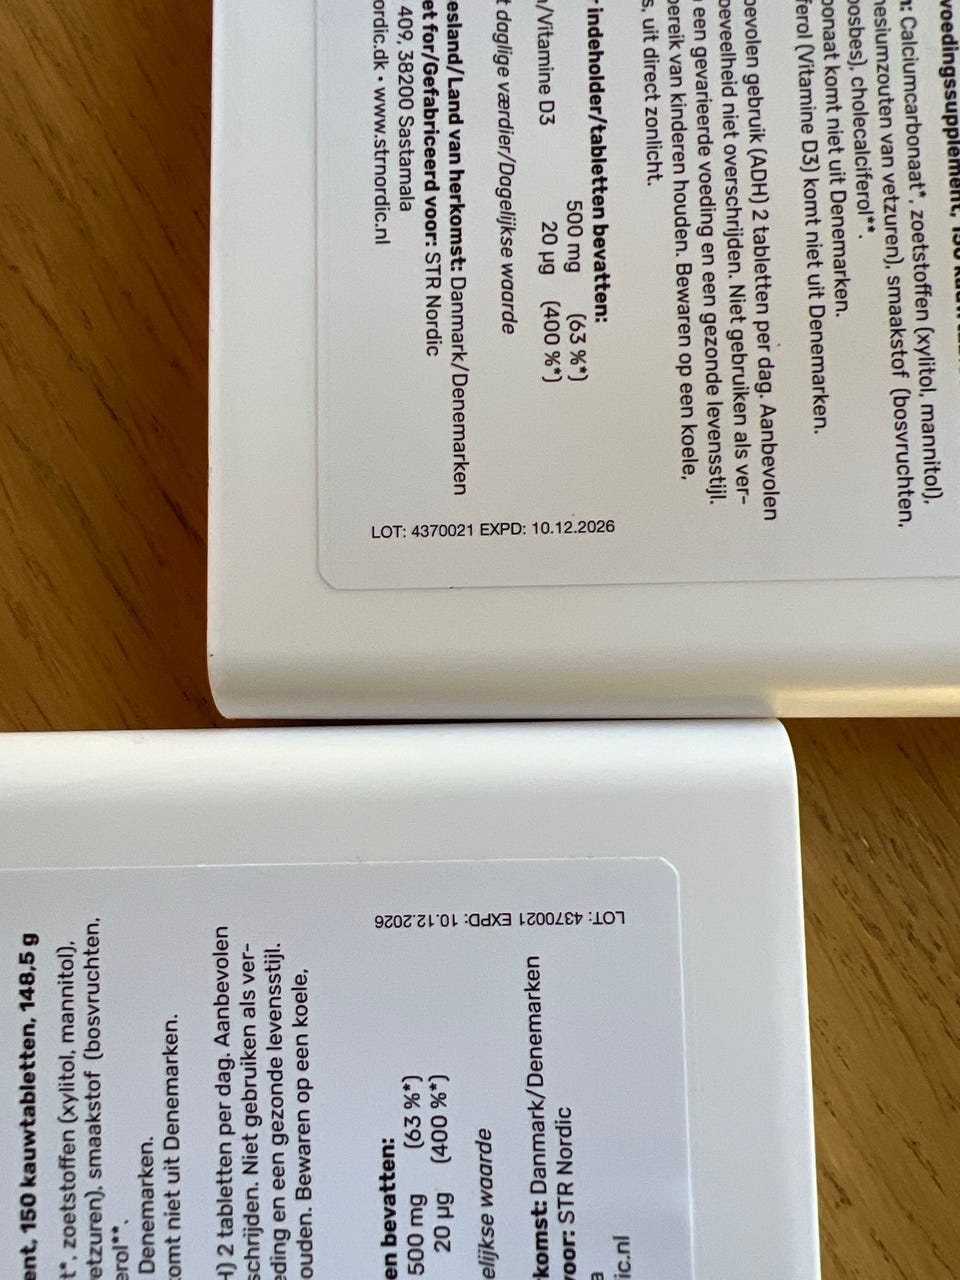 voedingssupplement, 150
n: Calciumcarbonaat*, zoetstoffen (xylitol, mannitol),
nesiumzouten van vetzuren), smaakstof (bosvruchten,
oosbes), cholecalciferol**.
bonaat komt niet uit Denemarken.
ferol (Vitamine D3) komt niet uit Denemarken.
bevolen gebruik (ADH) 2 tabletten per dag. Aanbevolen
oeveelheid niet overschrijden. Niet gebruiken als ver-
een gevarieerde voeding en een gezonde levensstijl.
bereik van kinderen houden. Bewaren op een koele,
s, uit direct zonlicht.
r indeholder/tabletten bevatten:
500 mg (63 %*)
n/Vitamine D3 20 µg (400 %*)
t daglige værdier/Dagelijkse waarde
esland/Land van herkomst: Danmark/Denemarken
et for/Gefabriceerd voor: STR Nordic
409, 38200 Sastamala
ordic.dk • www.strnordic.nl
LOT: 4370021 EXPD: 10.12.2026
ent, 150 kauwtabletten, 148,5 g
t*, zoetstoffen (xylitol, mannitol),
etzuren), smaakstof (bosvruchten,
erol**.
Denemarken.
omt niet uit Denemarken.
H) 2 tabletten per dag. Aanbevolen
schrijden. Niet gebruiken als ver-
eding en een gezonde levensstijl.
ouden. Bewaren op een koele,
en bevatten:
500 mg (63 %*)
20 µg (400 %*)
elijkse waarde
komst: Danmark/Denemarken
voor: STR Nordic
a
ic.nl
LOT: 4370021 EXPD: 10.12.2026